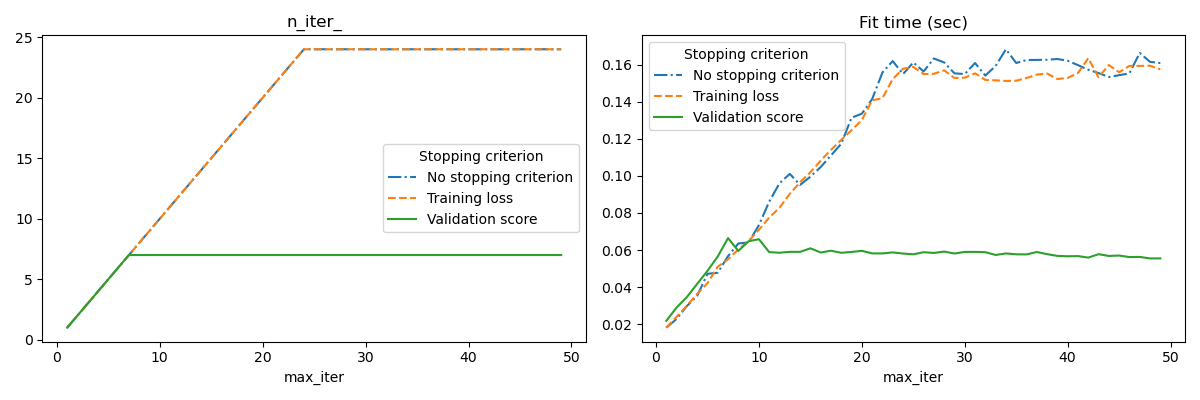 n_iter_
25
20
15
10
5
0
0 10 20 30 40 50
max_iter
Stopping criterion
No stopping criterion
Training loss
Validation score
Fit time (sec)
0.16
0.14
0.12
0.10
0.08
0.06
0.04
0.02
0 10 20 30 40 50
max_iter
Stopping criterion
No stopping criterion
Training loss
Validation score